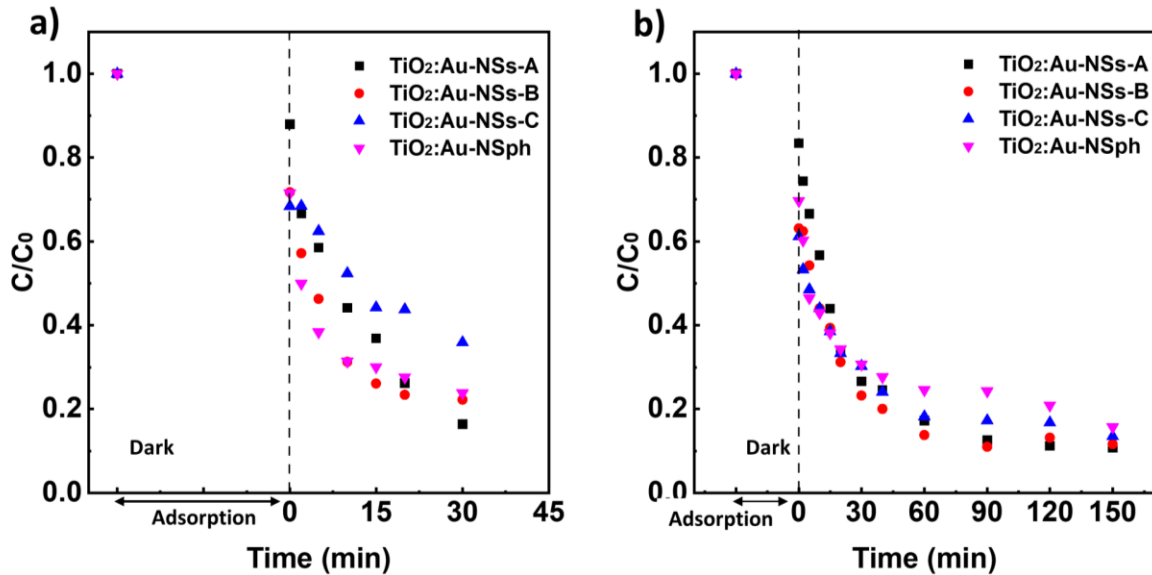 a)
TiO2:Au-NSs-A
TiO2:Au-NSs-B
TiO2:Au-NSs-C
TiO2:Au-NSph
1.0
0.8
0.6
0.4
0.2
0.0
C/C0
Dark
Adsorption
0 15 30 45
Time (min)
b)
TiO2:Au-NSs-A
TiO2:Au-NSs-B
TiO2:Au-NSs-C
TiO2:Au-NSph
1.0
0.8
0.6
0.4
0.2
0.0
C/C0
Dark
Adsorption
0 30 60 90 120 150
Time (min)